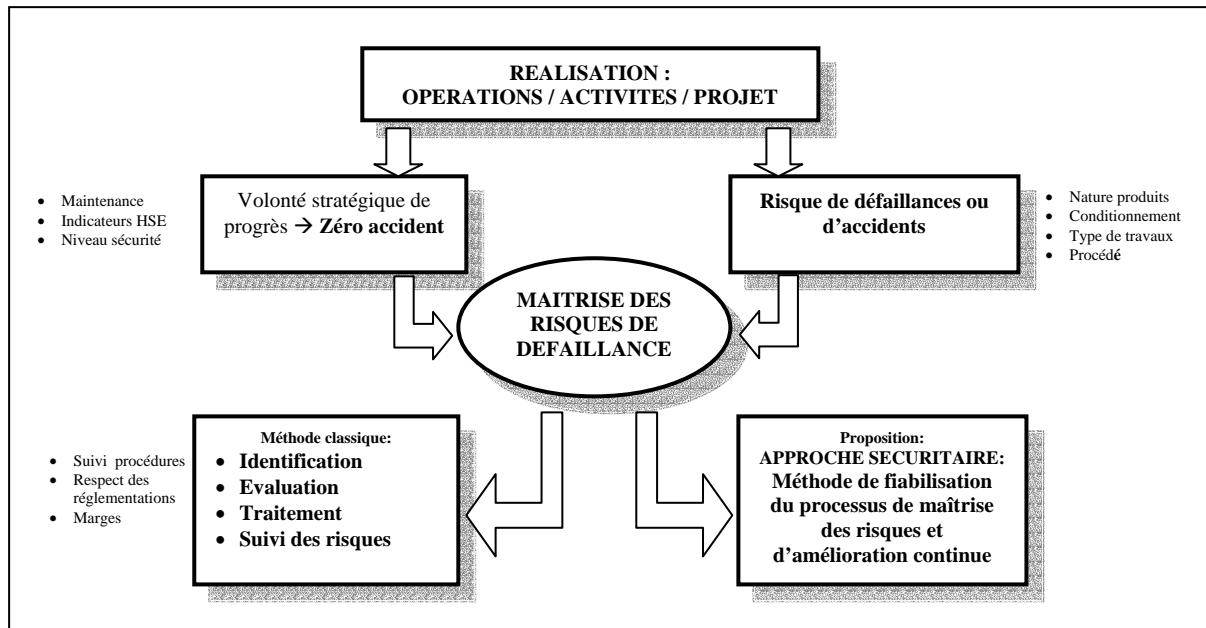 REALISATION :
OPERATIONS / ACTIVITES / PROJET
• Maintenance
• Indicateurs HSE
• Niveau sécurité
Volonté stratégique de
progrès → Zéro accident
Risque de défaillances ou
d’accidents
• Nature produits
• Conditionnement
• Type de travaux
• Procédé
MAITRISE DES
RISQUES DE
DEFAILLANCE
• Suivi procédures
• Respect des
réglementations
• Marges
Méthode classique:
• Identification
• Evaluation
• Traitement
• Suivi des risques
Proposition:
APPROCHE SECURITAIRE:
Méthode de fiabilisation
du processus de maîtrise
des risques et
d’amélioration continue